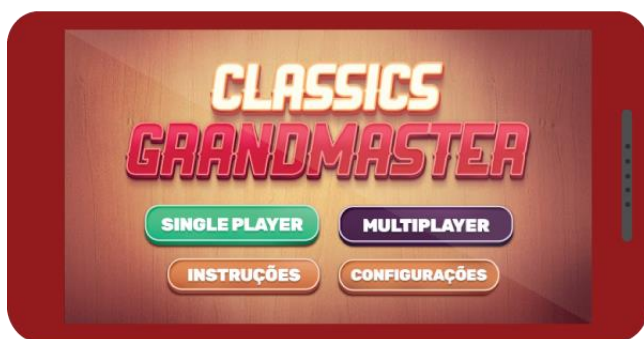 CLASSICS
GRANDMASTER
SINGLE PLAYER
MULTIPLAYER
INSTRUÇÕES
CONFIGURAÇÕES